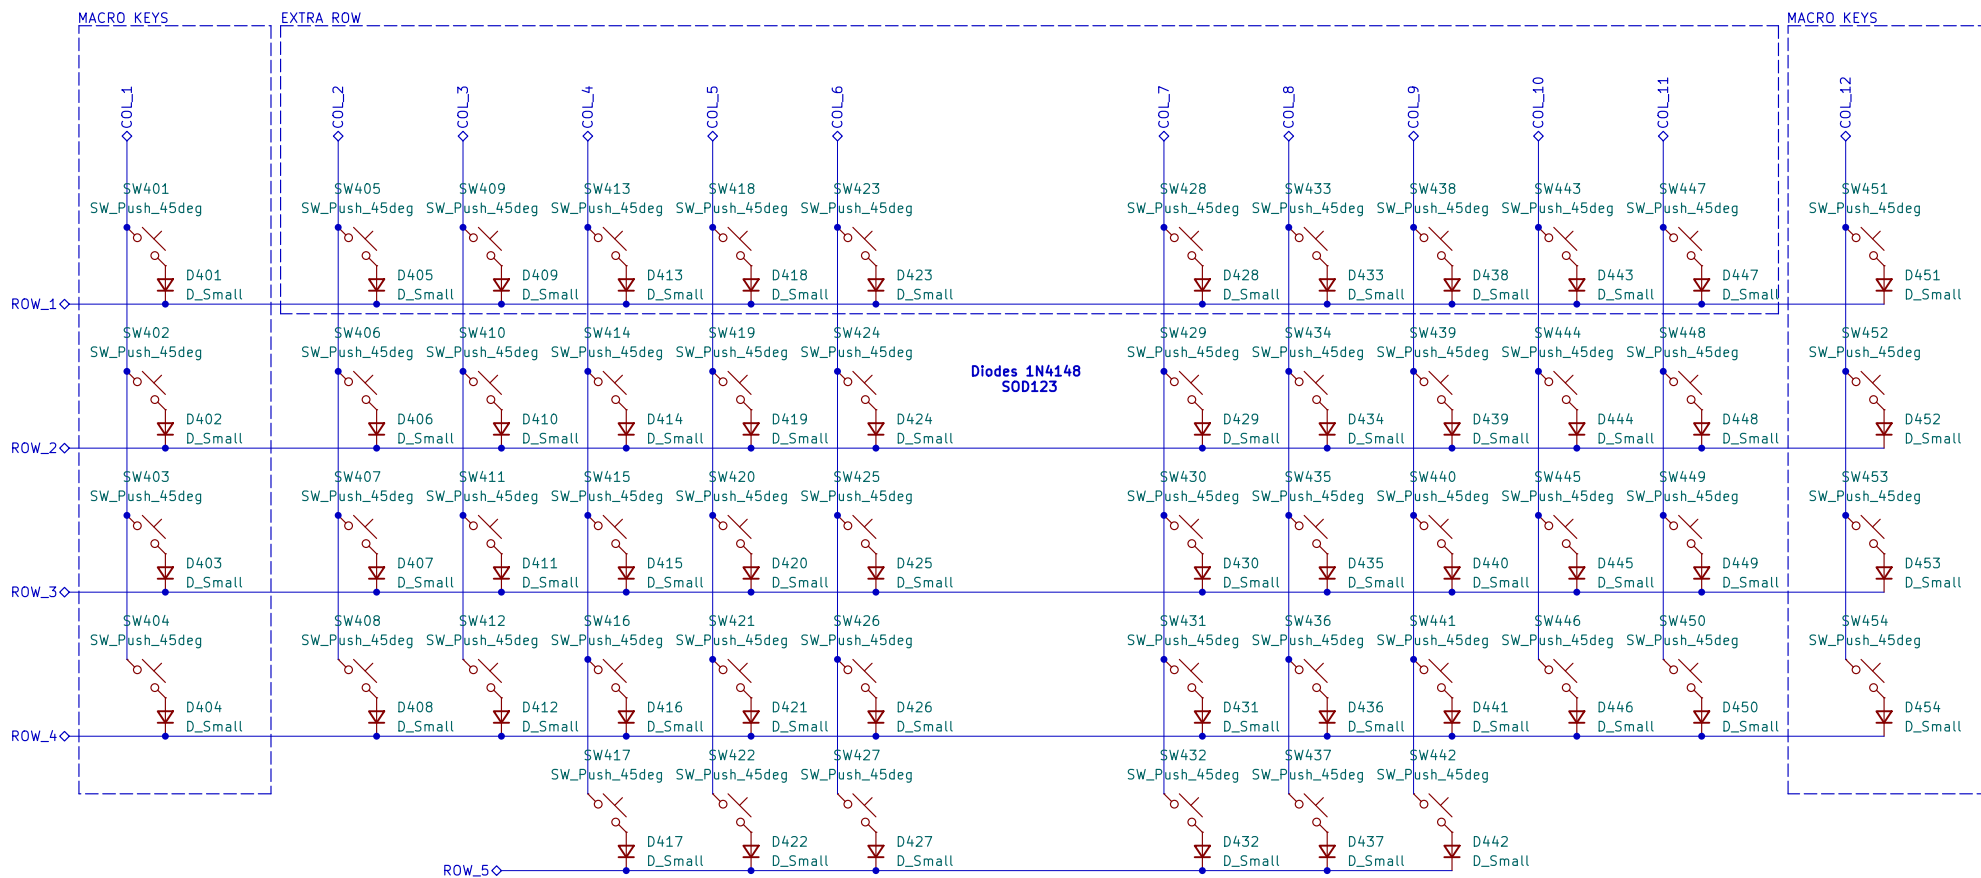 MACRO KEYS EXTRA ROW MACRO KEYS
COL_1 COL_2 COL_3 COL_4 COL_5 COL_6 COL_7 COL_8 COL_9 COL_10 COL_11 COL_12
SW401 SW405 SW409 SW413 SW418 SW423 SW428 SW433 SW438 SW443 SW447 SW451
SW_Push_45deg SW_Push_45deg SW_Push_45deg SW_Push_45deg SW_Push_45deg SW_Push_45deg SW_Push_45deg SW_Push_45deg SW_Push_45deg SW_Push_45deg SW_Push_45deg SW_Push_45deg
D401 D405 D409 D413 D418 D423 D428 D433 D438 D443 D447 D451
D_Small D_Small D_Small D_Small D_Small D_Small D_Small D_Small D_Small D_Small D_Small D_Small
ROW_1
SW402 SW406 SW410 SW414 SW419 SW424 SW429 SW434 SW439 SW444 SW448 SW452
SW_Push_45deg SW_Push_45deg SW_Push_45deg SW_Push_45deg SW_Push_45deg SW_Push_45deg SW_Push_45deg SW_Push_45deg SW_Push_45deg SW_Push_45deg SW_Push_45deg SW_Push_45deg
Diodes 1N4148
SOD123
D402 D406 D410 D414 D419 D424 D429 D434 D439 D444 D448 D452
D_Small D_Small D_Small D_Small D_Small D_Small D_Small D_Small D_Small D_Small D_Small D_Small
ROW_2
SW403 SW407 SW411 SW415 SW420 SW425 SW430 SW435 SW440 SW445 SW449 SW453
SW_Push_45deg SW_Push_45deg SW_Push_45deg SW_Push_45deg SW_Push_45deg SW_Push_45deg SW_Push_45deg SW_Push_45deg SW_Push_45deg SW_Push_45deg SW_Push_45deg SW_Push_45deg
D403 D407 D411 D415 D420 D425 D430 D435 D440 D445 D449 D453
D_Small D_Small D_Small D_Small D_Small D_Small D_Small D_Small D_Small D_Small D_Small D_Small
ROW_3
SW404 SW408 SW412 SW416 SW421 SW426 SW431 SW436 SW441 SW446 SW450 SW454
SW_Push_45deg SW_Push_45deg SW_Push_45deg SW_Push_45deg SW_Push_45deg SW_Push_45deg SW_Push_45deg SW_Push_45deg SW_Push_45deg SW_Push_45deg SW_Push_45deg SW_Push_45deg
D404 D408 D412 D416 D421 D426 D431 D436 D441 D446 D450 D454
D_Small D_Small D_Small D_Small D_Small D_Small D_Small D_Small D_Small D_Small D_Small D_Small
ROW_4
SW417 SW422 SW427 SW432 SW437 SW442
SW_Push_45deg SW_Push_45deg SW_Push_45deg SW_Push_45deg SW_Push_45deg SW_Push_45deg
D417 D422 D427 D432 D437 D442
D_Small D_Small D_Small D_Small D_Small D_Small
ROW_5